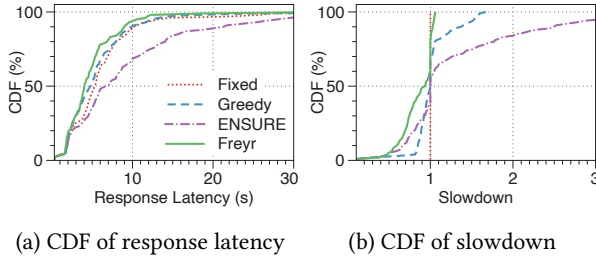 100
50
0
CDF (%)
0 10 20 30
Response Latency (s)
Fixed
Greedy
ENSURE
Freyr
(a) CDF of response latency
100
50
0
CDF (%)
1 2 3
Slowdown
(b) CDF of slowdown